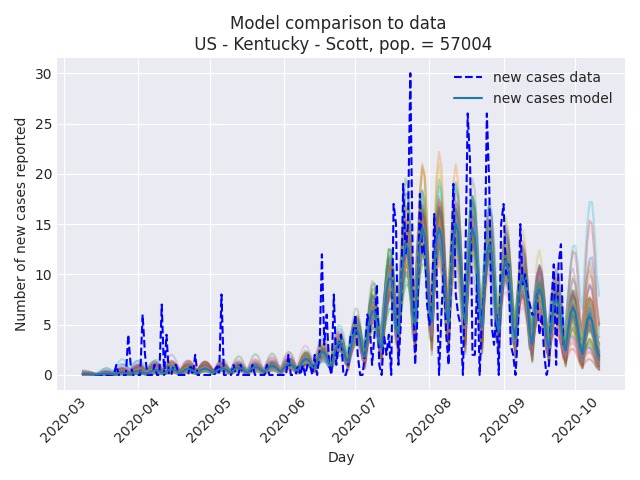 Model comparison to data
US - Kentucky - Scott, pop. = 57004
new cases data
new cases model
Number of new cases reported
30
25
20
15
10
5
0
2020-03
2020-04
2020-05
2020-06
2020-07
2020-08
2020-09
2020-10
Day